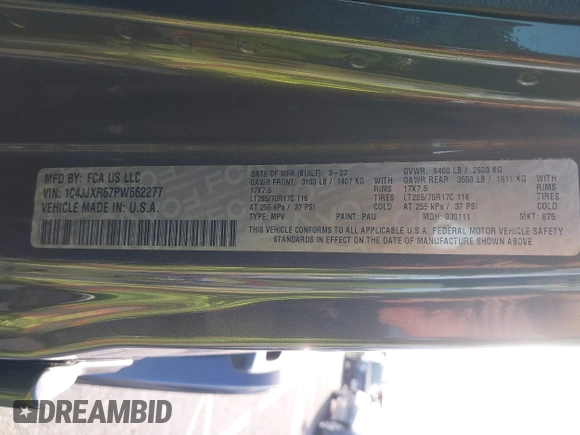 MFD BY: FCA US LLC
VIN: 1C4JJXR67PW562277
VEHICLE MADE IN: U.S.A.
DATE OF MFR (BUILT): 3-23
GVWR: 6400 LB / 2903 KG
GAWR FRONT: 3100 LB / 1407 KG WITH
GAWR REAR: 3550 LB / 1611 KG WITH
17X7.5 RIMS
17X7.5 RIMS
LT285/70R17C 116 TIRES
LT285/70R17C 116 TIRES
AT 255 kPa / 37 PSI COLD
AT 255 kPa / 37 PSI COLD
TYPE: MPV PAINT: PAU MDH: 030111 MKT: 875
THIS VEHICLE CONFORMS TO ALL APPLICABLE U.S.A. FEDERAL MOTOR VEHICLE SAFETY
STANDARDS IN EFFECT ON THE DATE OF MANUFACTURE SHOWN ABOVE.
DREAMBID